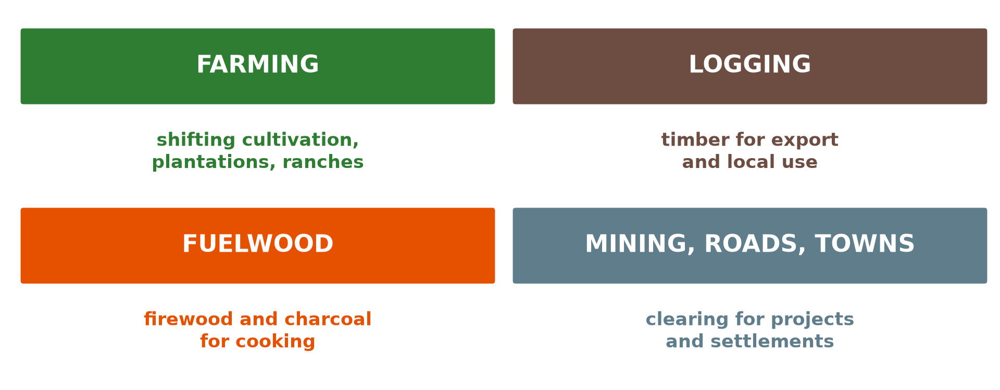 FARMING
shifting cultivation,
plantations, ranches
LOGGING
timber for export
and local use
FUELWOOD
firewood and charcoal
for cooking
MINING, ROADS, TOWNS
clearing for projects
and settlements